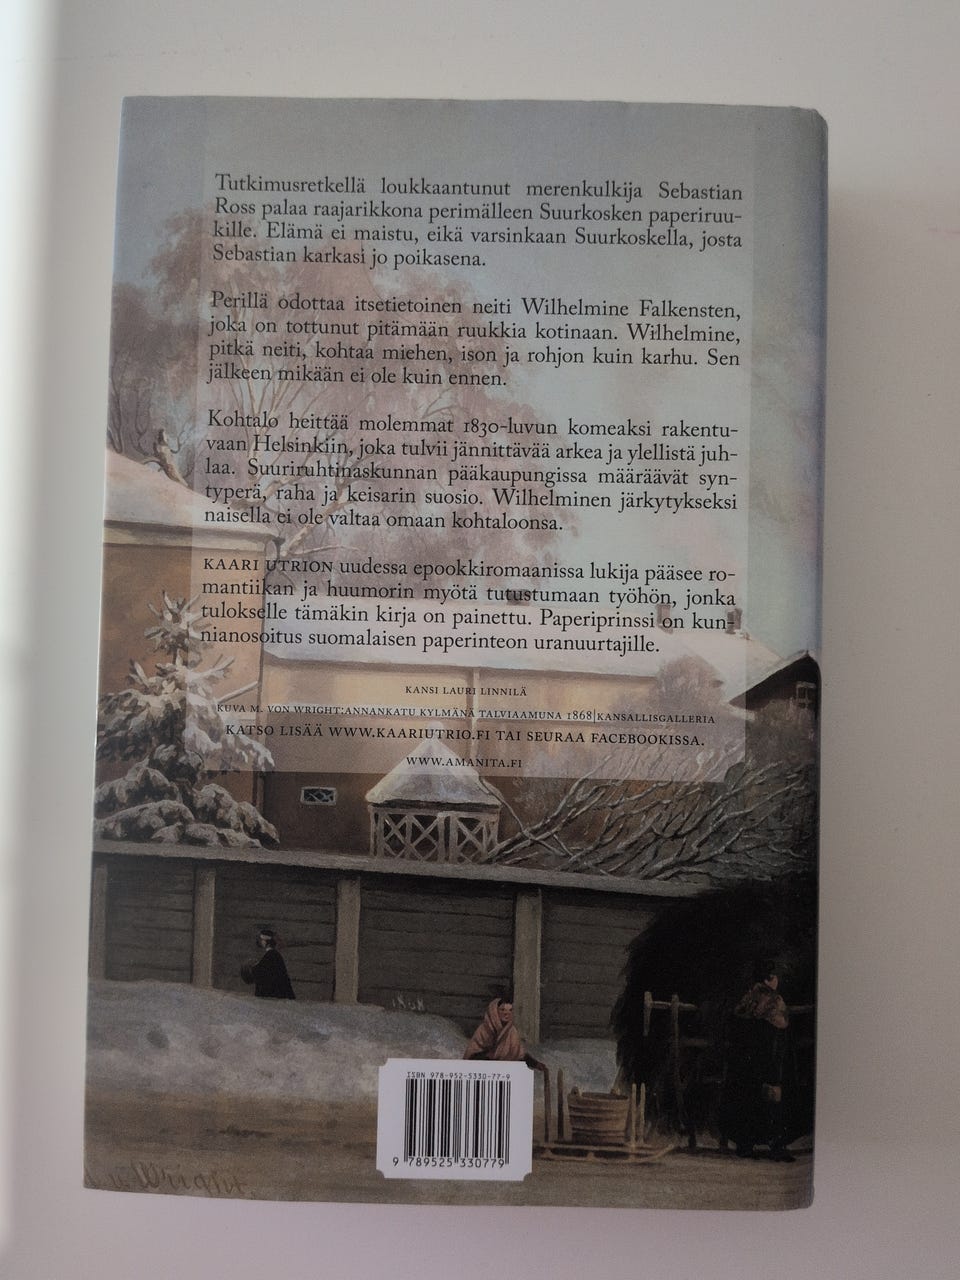 Tutkimusretkellä loukkaantunut merenkulkija Sebastian
Ross palaa raajarikkona perimälleen Suurkosken paperiruu-
kille. Elämä ei maistu, eikä varsinkaan Suurkoskella, josta
Sebastian karkasi jo poikasena.
Perillä odottaa itsetietoinen neiti Wilhelmine Falkensten,
joka on tottunut pitämään ruukkia kotinaan. Wilhelmine,
pitkä neiti, kohtaa miehen, ison ja rohjon kuin karhu. Sen
jälkeen mikään ei ole kuin ennen.
Kohtalo heittää molemmat 1830-luvun komeaksi rakentu-
vaan Helsinkiin, joka tulvii jännittävää arkea ja ylellistä juh-
laa. Suuriruhtinaskunnan pääkaupungissa määräävät syn-
typerä, raha ja keisarin suosio. Wilhelminen järkytykseksi
naisella ei ole valtaa omaan kohtaloonsa.
KAARI UTRION uudessa epookkiromaanissa lukija pääsee ro-
mantiikan ja huumorin myötä tutustumaan työhön, jonka
tulokselle tämäkin kirja on painettu. Paperiprinssi on kun-
nianosoitus suomalaisen paperinteon uranuurtajille.
KANSI LAURI LINNILÄ
KUVA M. VON WRIGHT:ANNANKATU KYLMÄNÄ TALVIAAMUNA 1868|KANSALLISGALLERIA
KATSO LISÄÄ WWW.KAARIUTRIO.FI TAI SEURAA FACEBOOKISSA.
WWW.AMANITA.FI
1868
ISBN 978-952-5330-77-9
9 789525 330779
Wright.